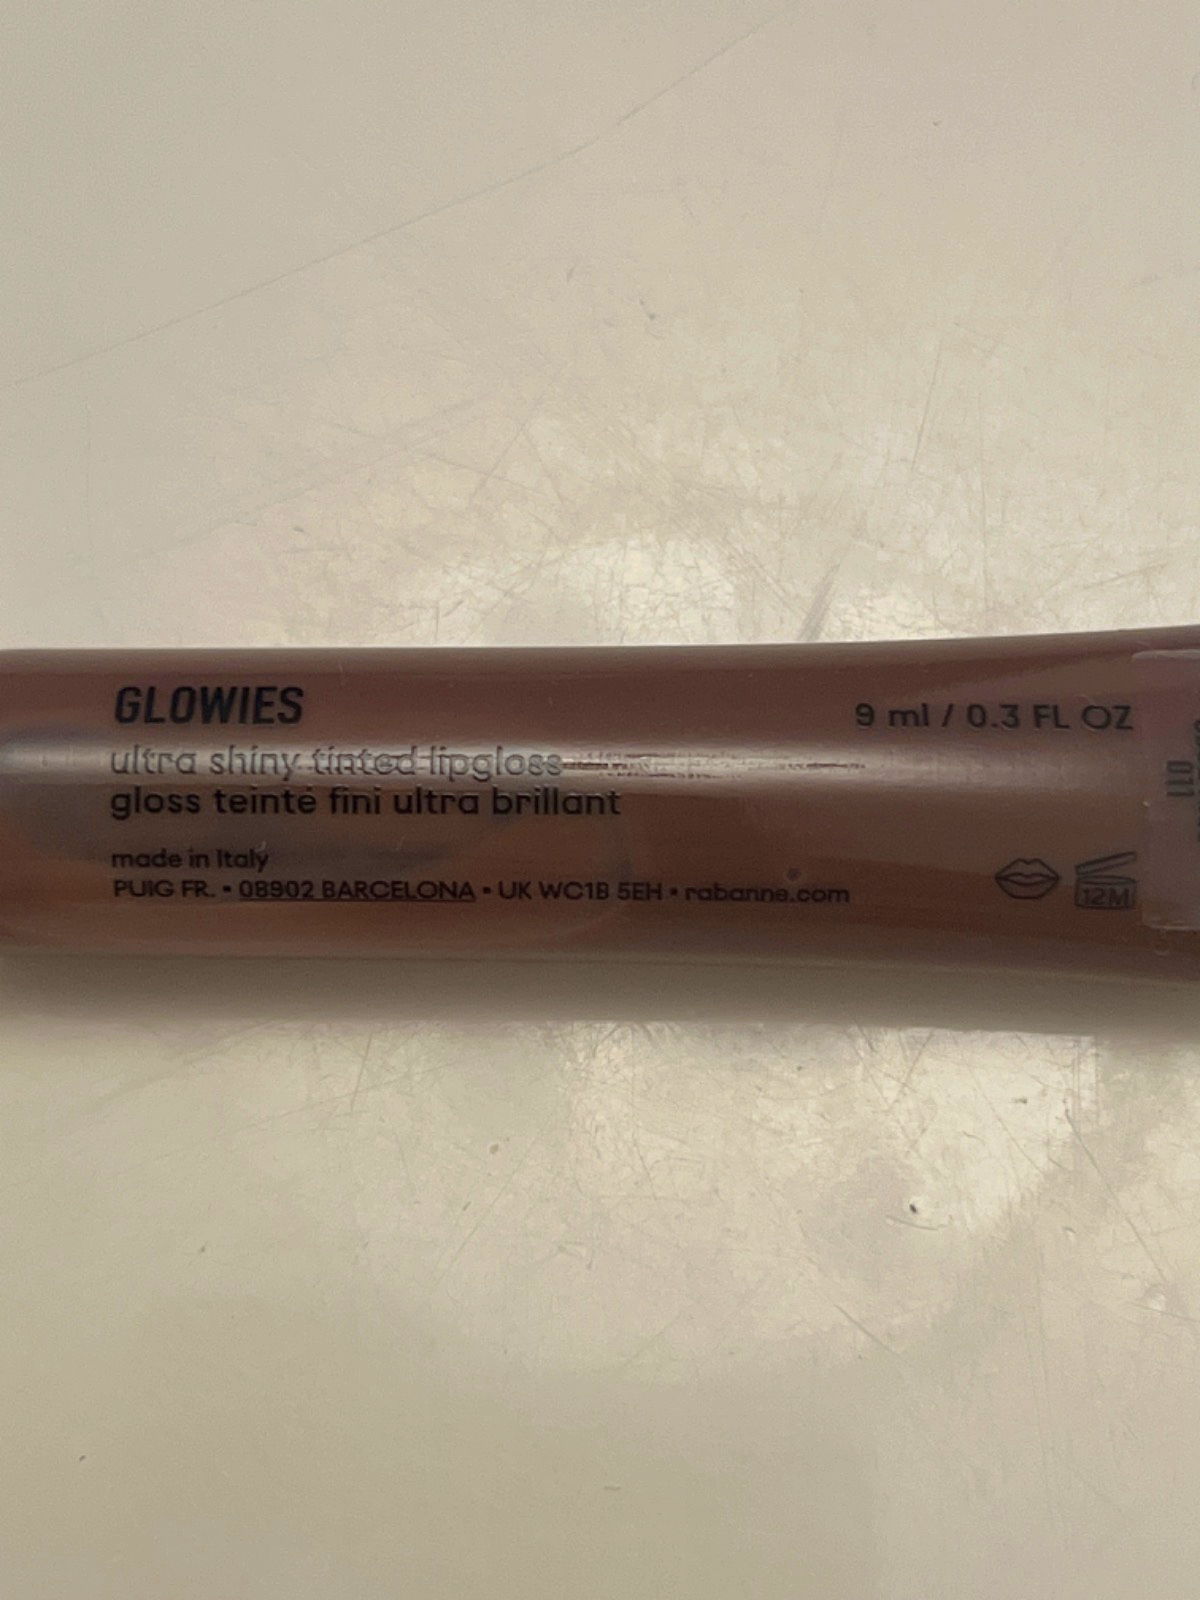 GLOWIES
9 ml / 0.3 FL OZ
ultra shiny tinted lipgloss
gloss teinté fini ultra brillant
made in Italy
PUIG FR. • 08902 BARCELONA • UK WC1B 5EH • rabanne.com
12M